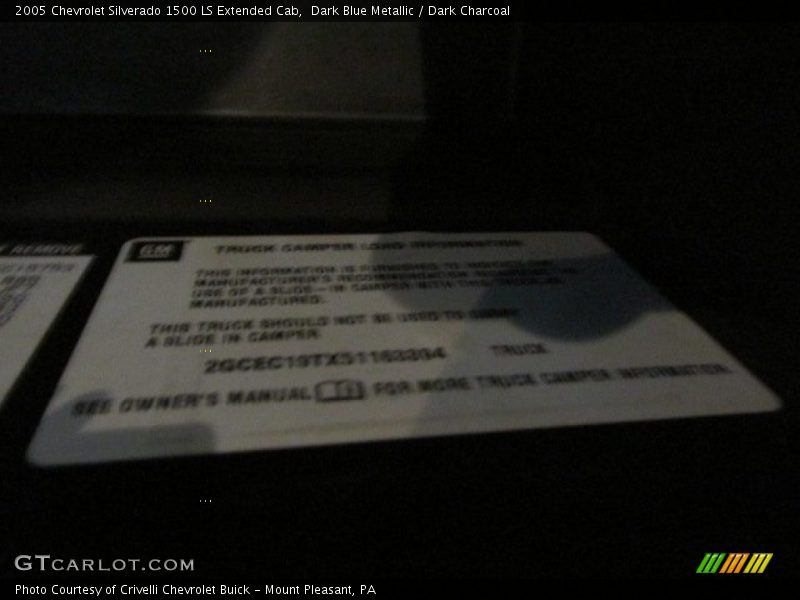 2005 Chevrolet Silverado 1500 LS Extended Cab,  Dark Blue Metallic / Dark Charcoal
REMOVE
GM TRUCK CAMPER LOAD INFORMATION
THIS INFORMATION IS FURNISHED TO
MANUFACTURER'S RECOMMENDATION REGARDING THE
USE OF A SLIDE - IN CAMPER WITH THIS TRUCK AS
MANUFACTURED.
THIS TRUCK SHOULD NOT BE USED TO CARRY
A SLIDE IN CAMPER
TRUCK
SEE OWNER'S MANUAL FOR MORE TRUCK CAMPER INFORMATION.
GTCARLOT.COM
Photo Courtesy of Crivelli Chevrolet Buick - Mount Pleasant, PA